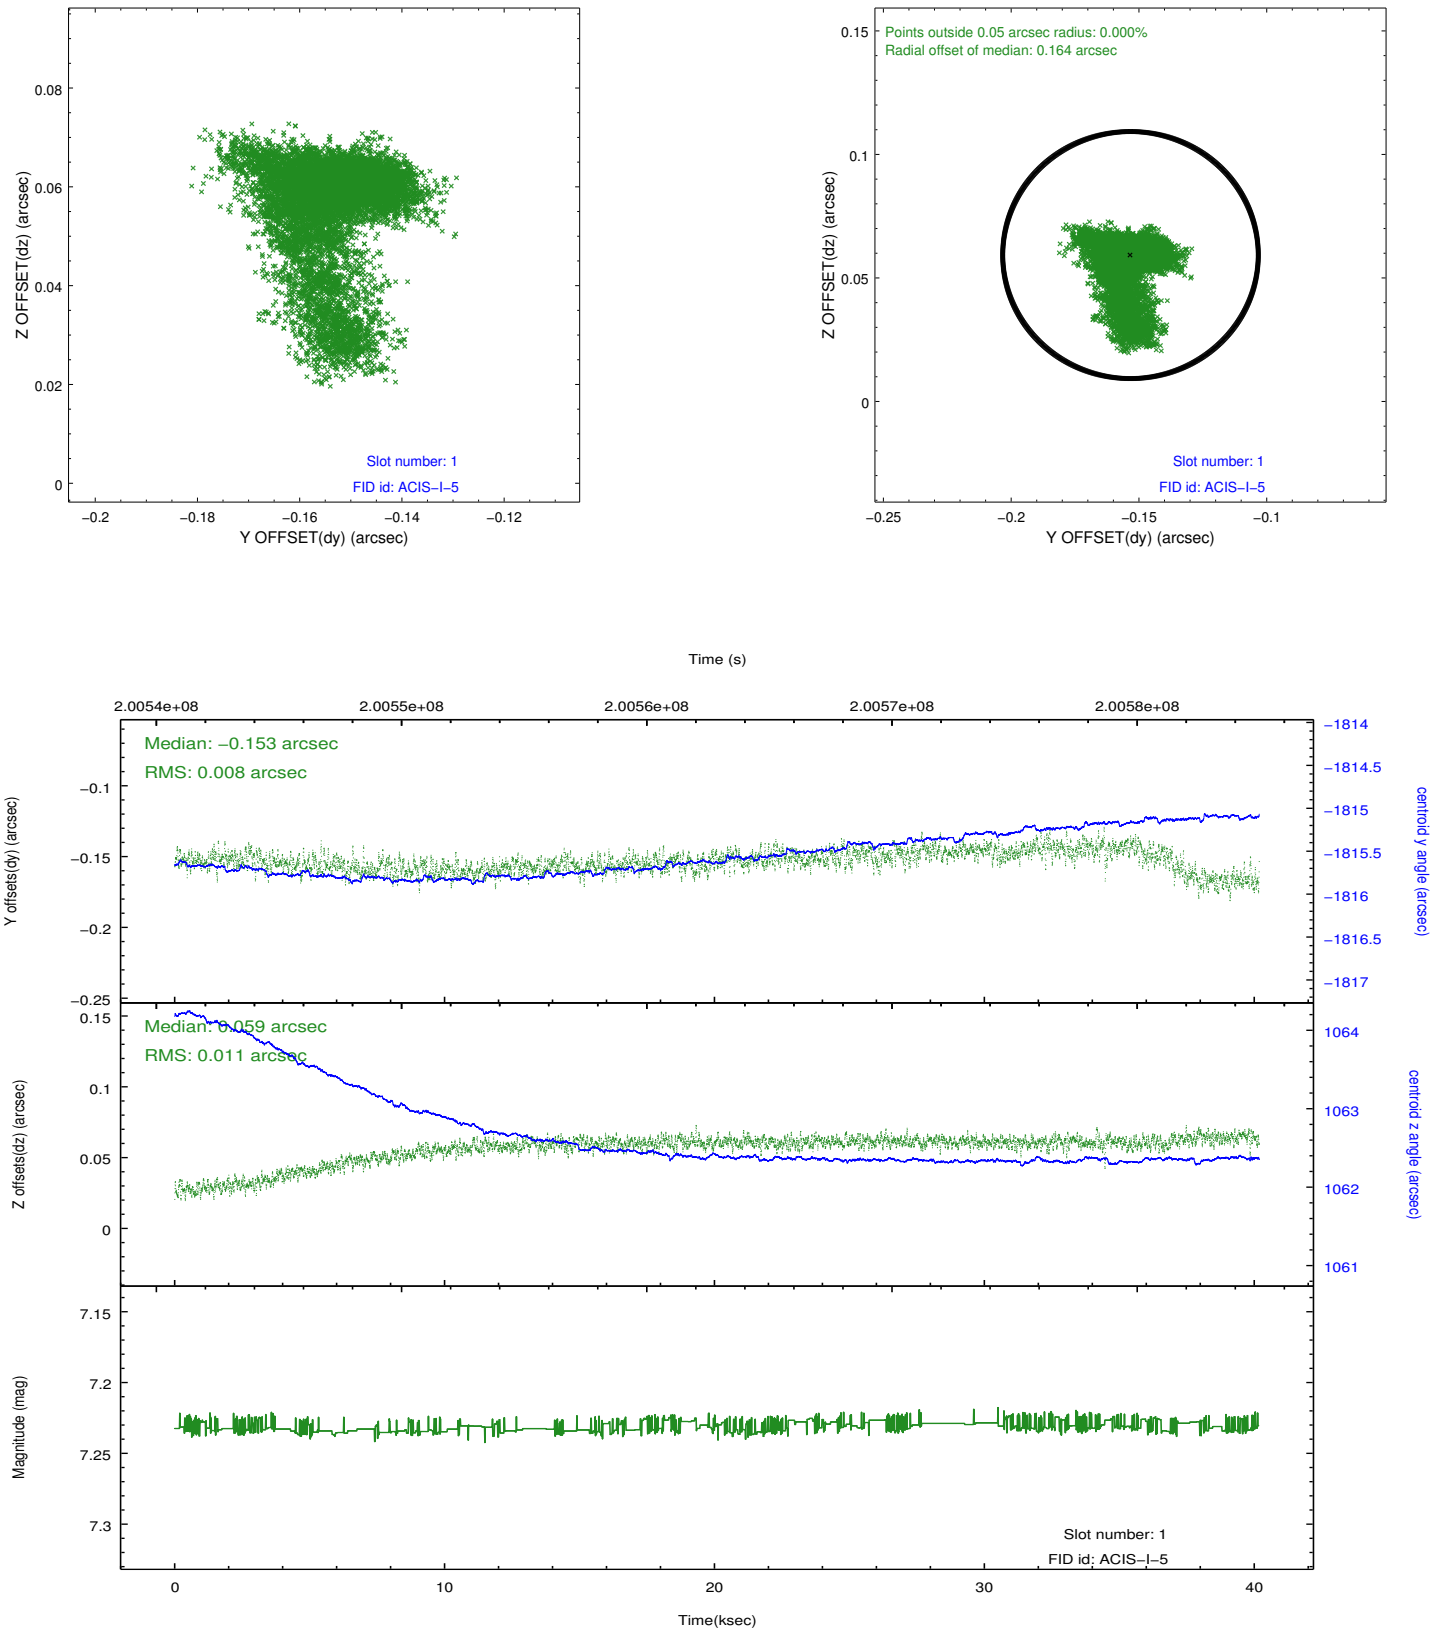 0.08
0.06
0.04
0.02
0
Z OFFSET(dz) (arcsec)
−0.2 −0.18 −0.16 −0.14 −0.12
Y OFFSET(dy) (arcsec)
Slot number: 1
FID id: ACIS−I−5
Points outside 0.05 arcsec radius: 0.000%
Radial offset of median: 0.164 arcsec
0.15
0.1
0.05
0
Z OFFSET(dz) (arcsec)
−0.25 −0.2 −0.15 −0.1
Y OFFSET(dy) (arcsec)
Slot number: 1
FID id: ACIS−I−5
Time (s)
2.0054e+08 2.0055e+08 2.0056e+08 2.0057e+08 2.0058e+08
Median: −0.153 arcsec
RMS: 0.008 arcsec
−0.1
−0.15
−0.2
−0.25
Y offsets(dy) (arcsec)
−1814
−1814.5
−1815
−1815.5
−1816
−1816.5
−1817
centroid y angle (arcsec)
Median: 0.059 arcsec
RMS: 0.011 arcsec
0.15
0.1
0.05
0
Z offsets(dz) (arcsec)
1064
1063
1062
1061
centroid z angle (arcsec)
7.15
7.2
7.25
7.3
Magnitude (mag)
Slot number: 1
FID id: ACIS−I−5
0 10 20 30 40
Time(ksec)